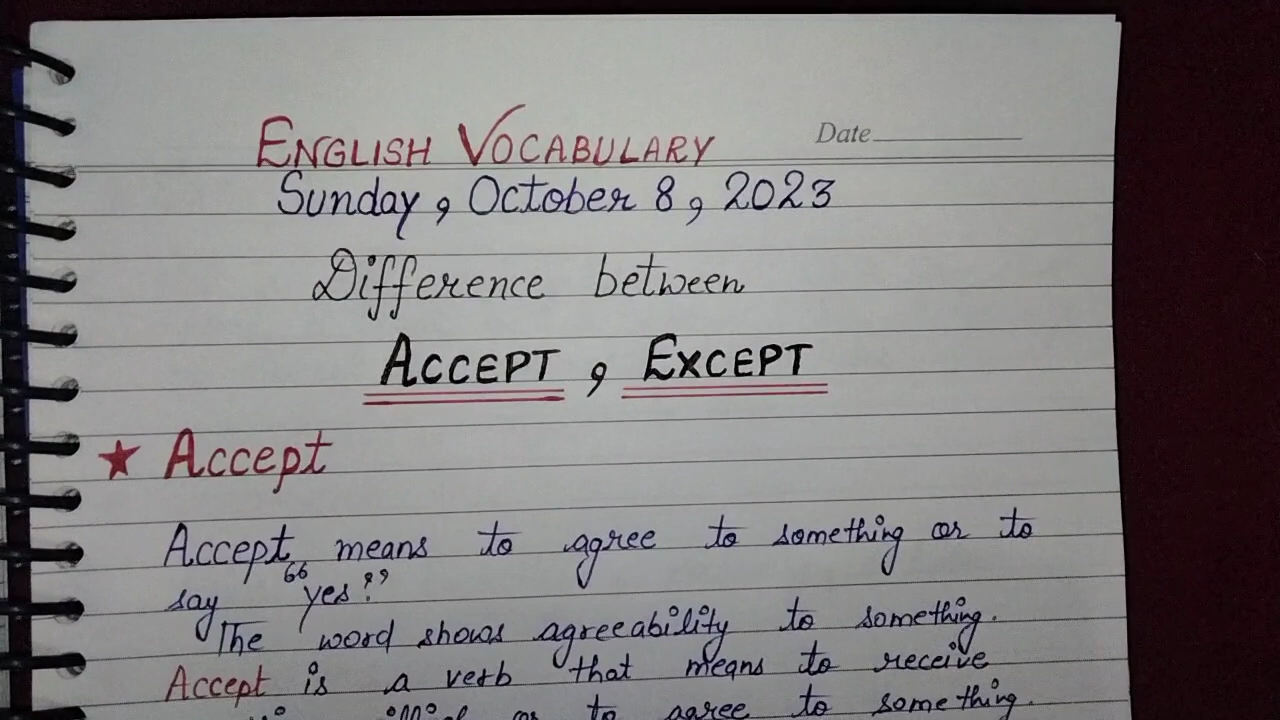 ENGLISH VOCABULARY
Date
Sunday, October 8, 2023
Difference between
ACCEPT, EXCEPT
★ Accept
Accept means to agree to something or to
say "yes."
The word shows agreeability to something.
Accept is a verb that means to receive
or to agree to something.